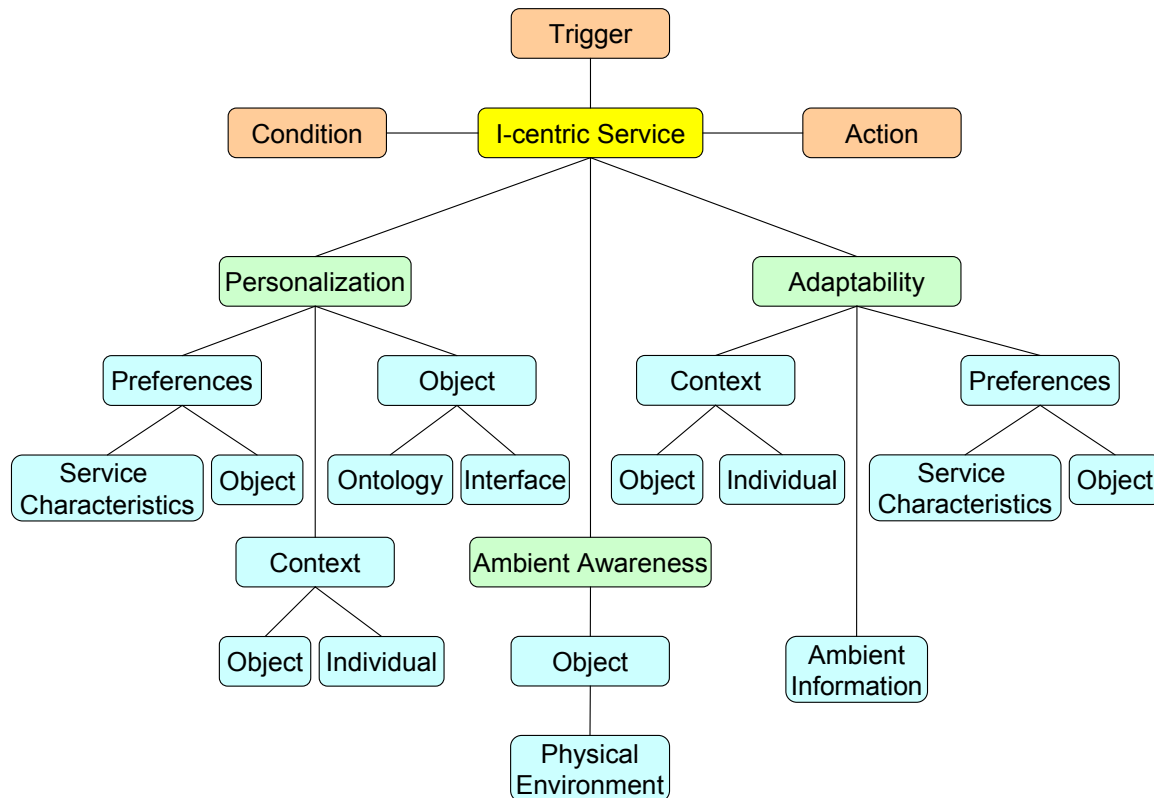 Trigger
Condition
I-centric Service
Action
Personalization
Adaptability
Preferences
Object
Context
Preferences
Service
Characteristics
Object
Ontology
Interface
Object
Individual
Service
Characteristics
Object
Context
Ambient Awareness
Object
Individual
Object
Ambient
Information
Physical
Environment